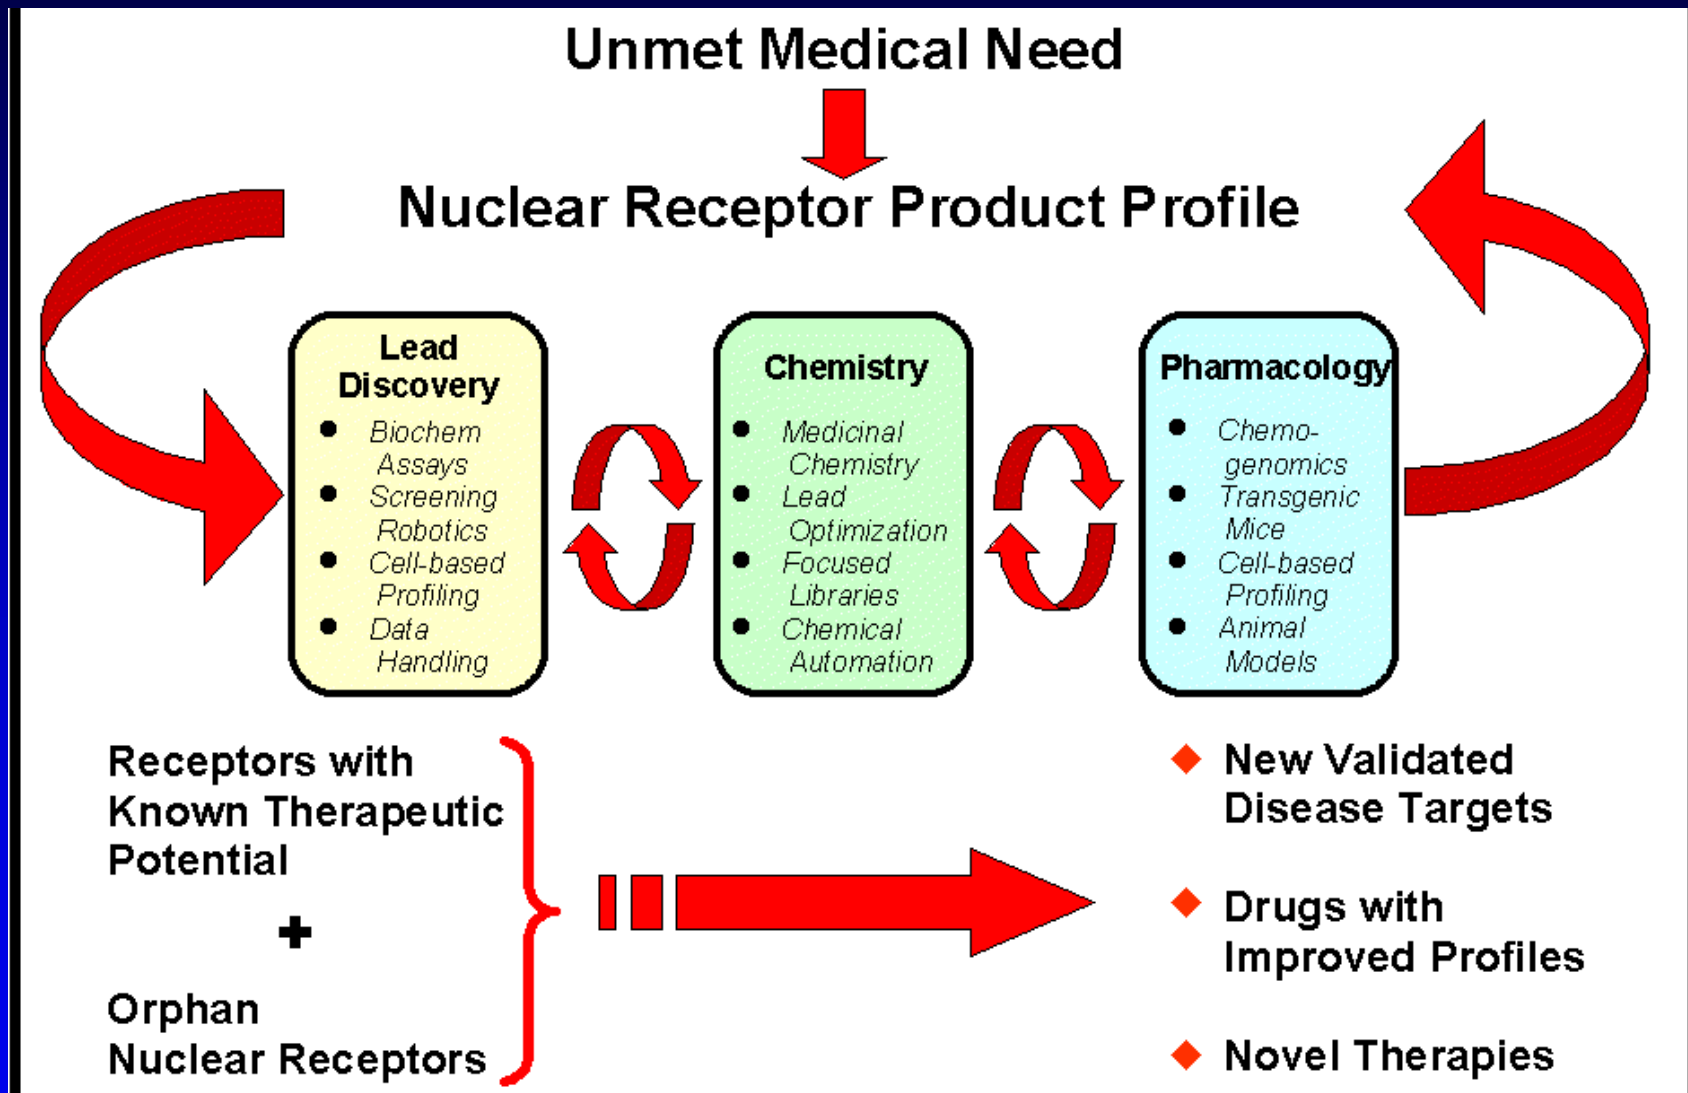 Unmet Medical Need
Nuclear Receptor Product Profile
Lead
Discovery
● Biochem
Assays
● Screening
Robotics
● Cell-based
Profiling
● Data
Handling
Chemistry
● Medicinal
Chemistry
● Lead
Optimization
● Focused
Libraries
● Chemical
Automation
Pharmacology
● Chemo-
genomics
● Transgenic
Mice
● Cell-based
Profiling
● Animal
Models
Receptors with
Known Therapeutic
Potential
+
Orphan
Nuclear Receptors
◆ New Validated
Disease Targets
◆ Drugs with
Improved Profiles
◆ Novel Therapies